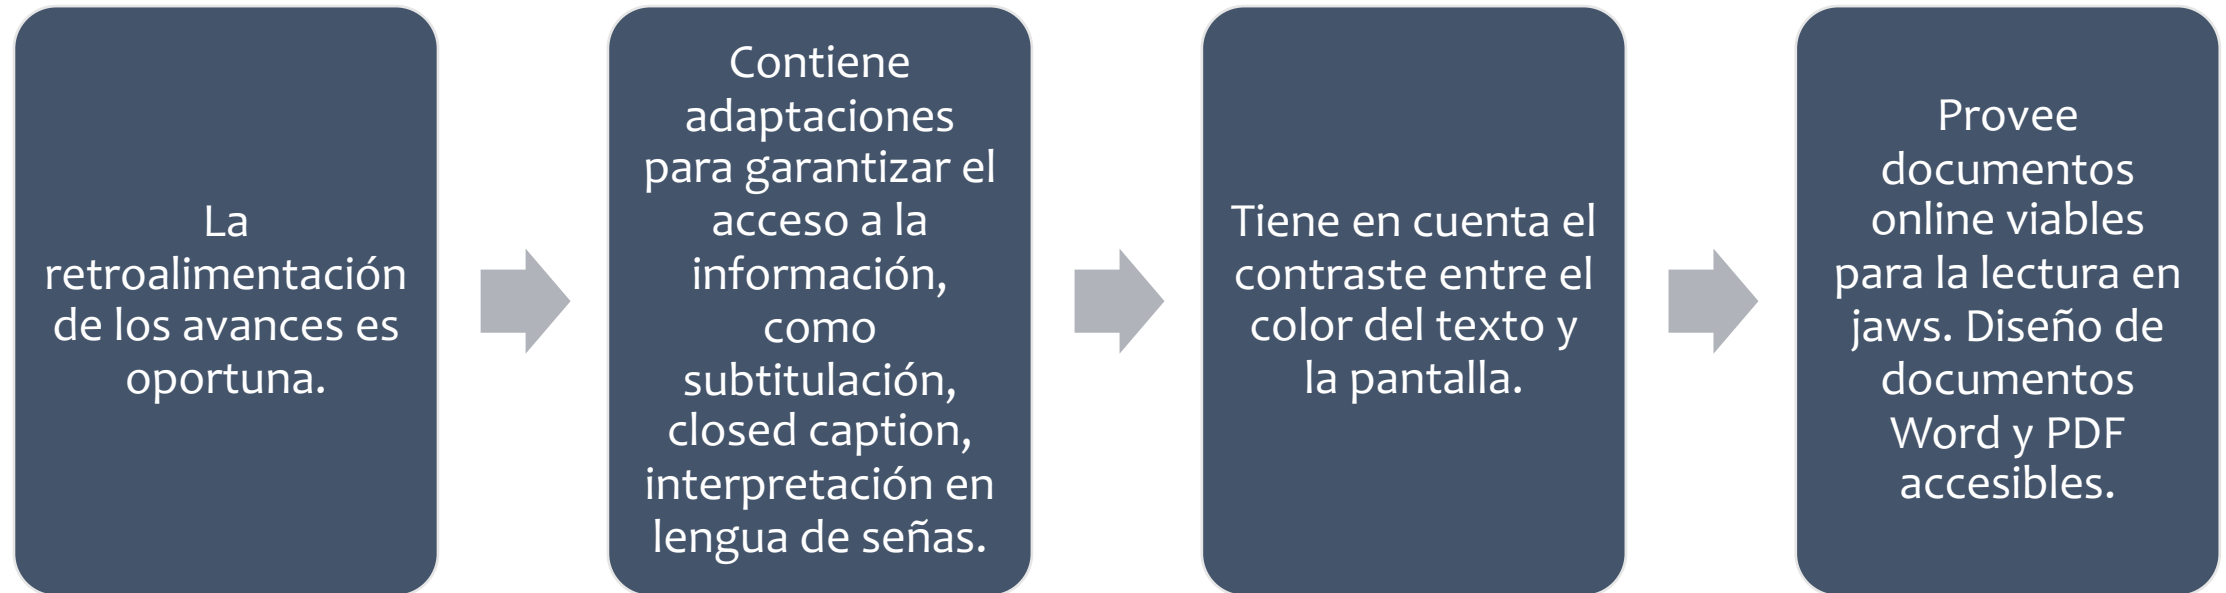 La
retroalimentación
de los avances es
oportuna.
Contiene
adaptaciones
para garantizar el
acceso a la
información,
como
subtitulación,
closed caption,
interpretación en
lengua de señas.
Tiene en cuenta el
contraste entre el
color del texto y
la pantalla.
Provee
documentos
online viables
para la lectura en
jaws. Diseño de
documentos
Word y PDF
accesibles.